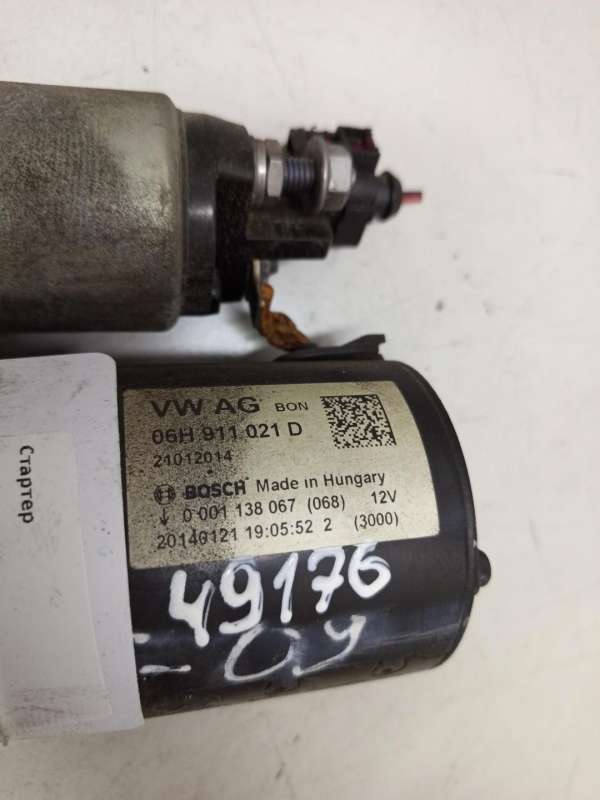 VW AG BON
06H 911 021 D
21012014
BOSCH Made in Hungary
0 001 138 067 (068) 12V
20140121 19:05:52 2 (3000)
49176
Стартер